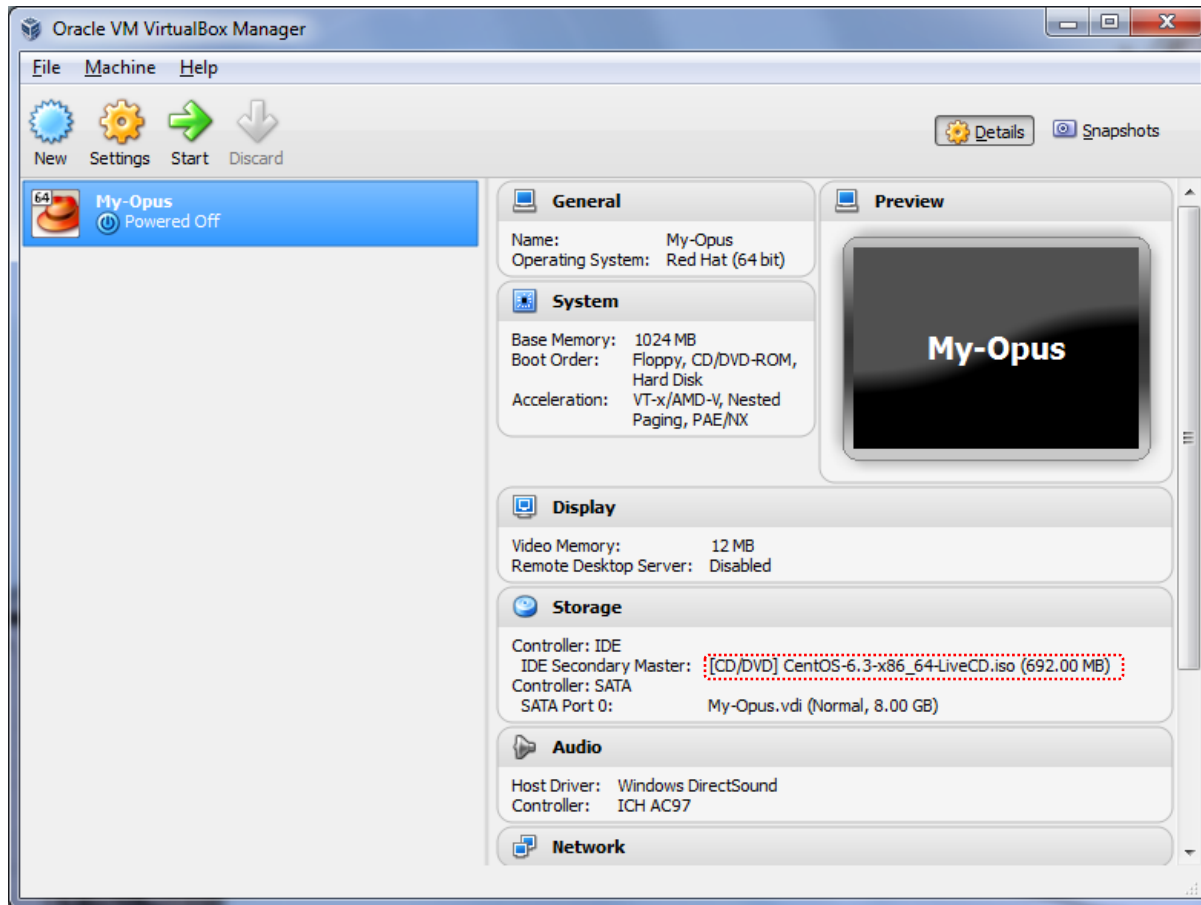 Oracle VM VirtualBox Manager
File Machine Help
New Settings Start Discard
Details Snapshots
64
My-Opus
Powered Off
General
Name: My-Opus
Operating System: Red Hat (64 bit)
System
Base Memory: 1024 MB
Boot Order: Floppy, CD/DVD-ROM,
Hard Disk
Acceleration: VT-x/AMD-V, Nested
Paging, PAE/NX
Preview
My-Opus
Display
Video Memory: 12 MB
Remote Desktop Server: Disabled
Storage
Controller: IDE
IDE Secondary Master: [CD/DVD] CentOS-6.3-x86_64-LiveCD.iso (692.00 MB)
Controller: SATA
SATA Port 0: My-Opus.vdi (Normal, 8.00 GB)
Audio
Host Driver: Windows DirectSound
Controller: ICH AC97
Network